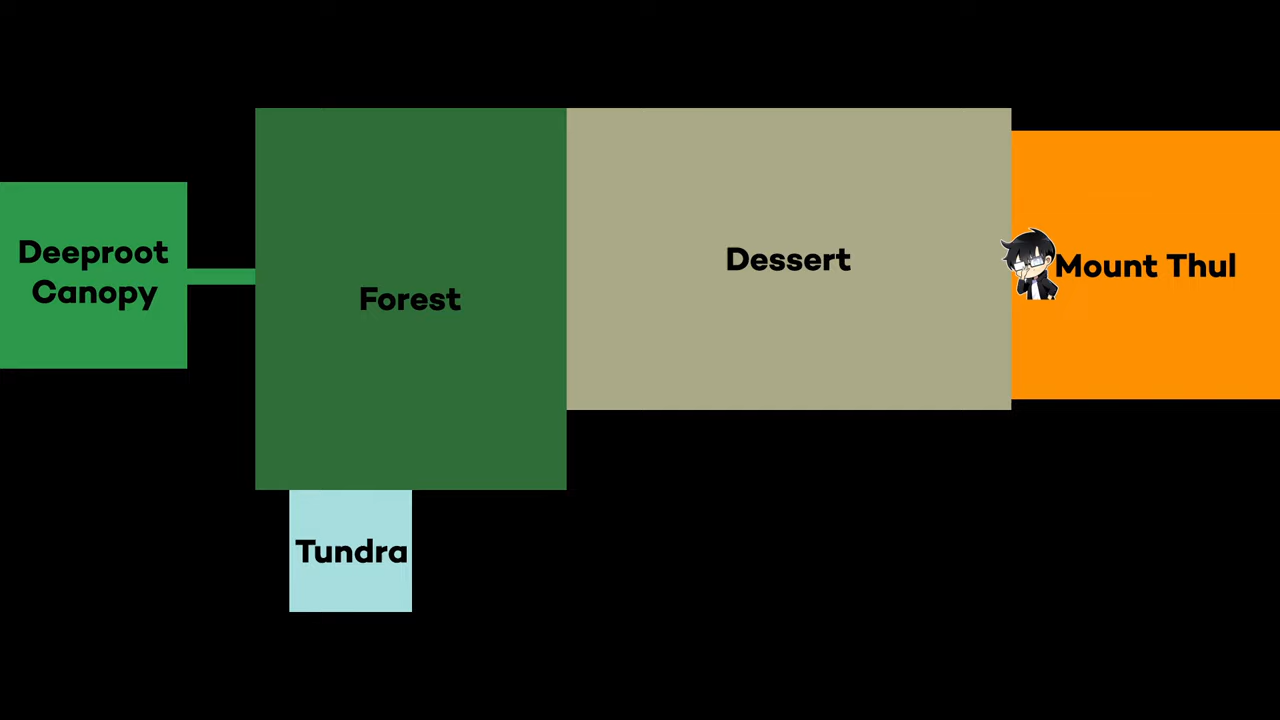 Deeproot
Canopy
Forest
Dessert
Mount Thul
Tundra